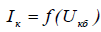 Iк = f(Uкб)